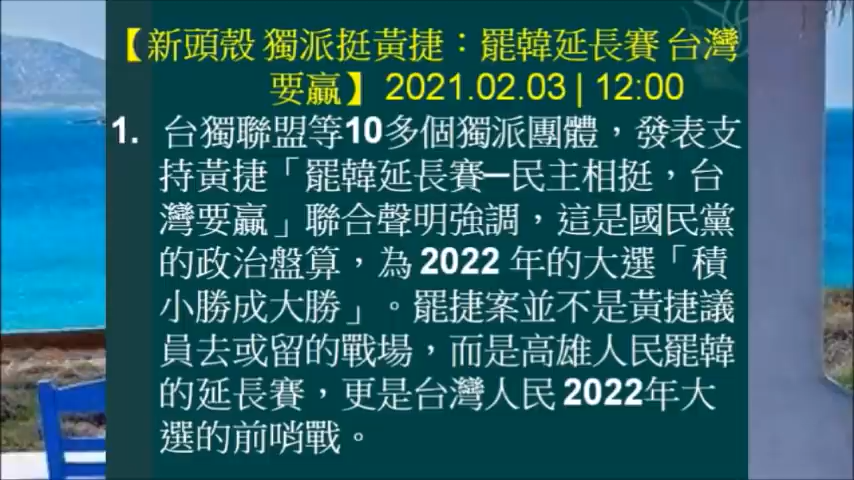 【新頭殼 獨派挺黃捷：罷韓延長賽 台灣
要贏】 2021.02.03 | 12:00
1. 台獨聯盟等10多個獨派團體，發表支
持黃捷「罷韓延長賽─民主相挺，台
灣要贏」聯合聲明強調，這是國民黨
的政治盤算，為 2022 年的大選「積
小勝成大勝」。罷捷案並不是黃捷議
員去或留的戰場，而是高雄人民罷韓
的延長賽，更是台灣人民 2022年大
選的前哨戰。